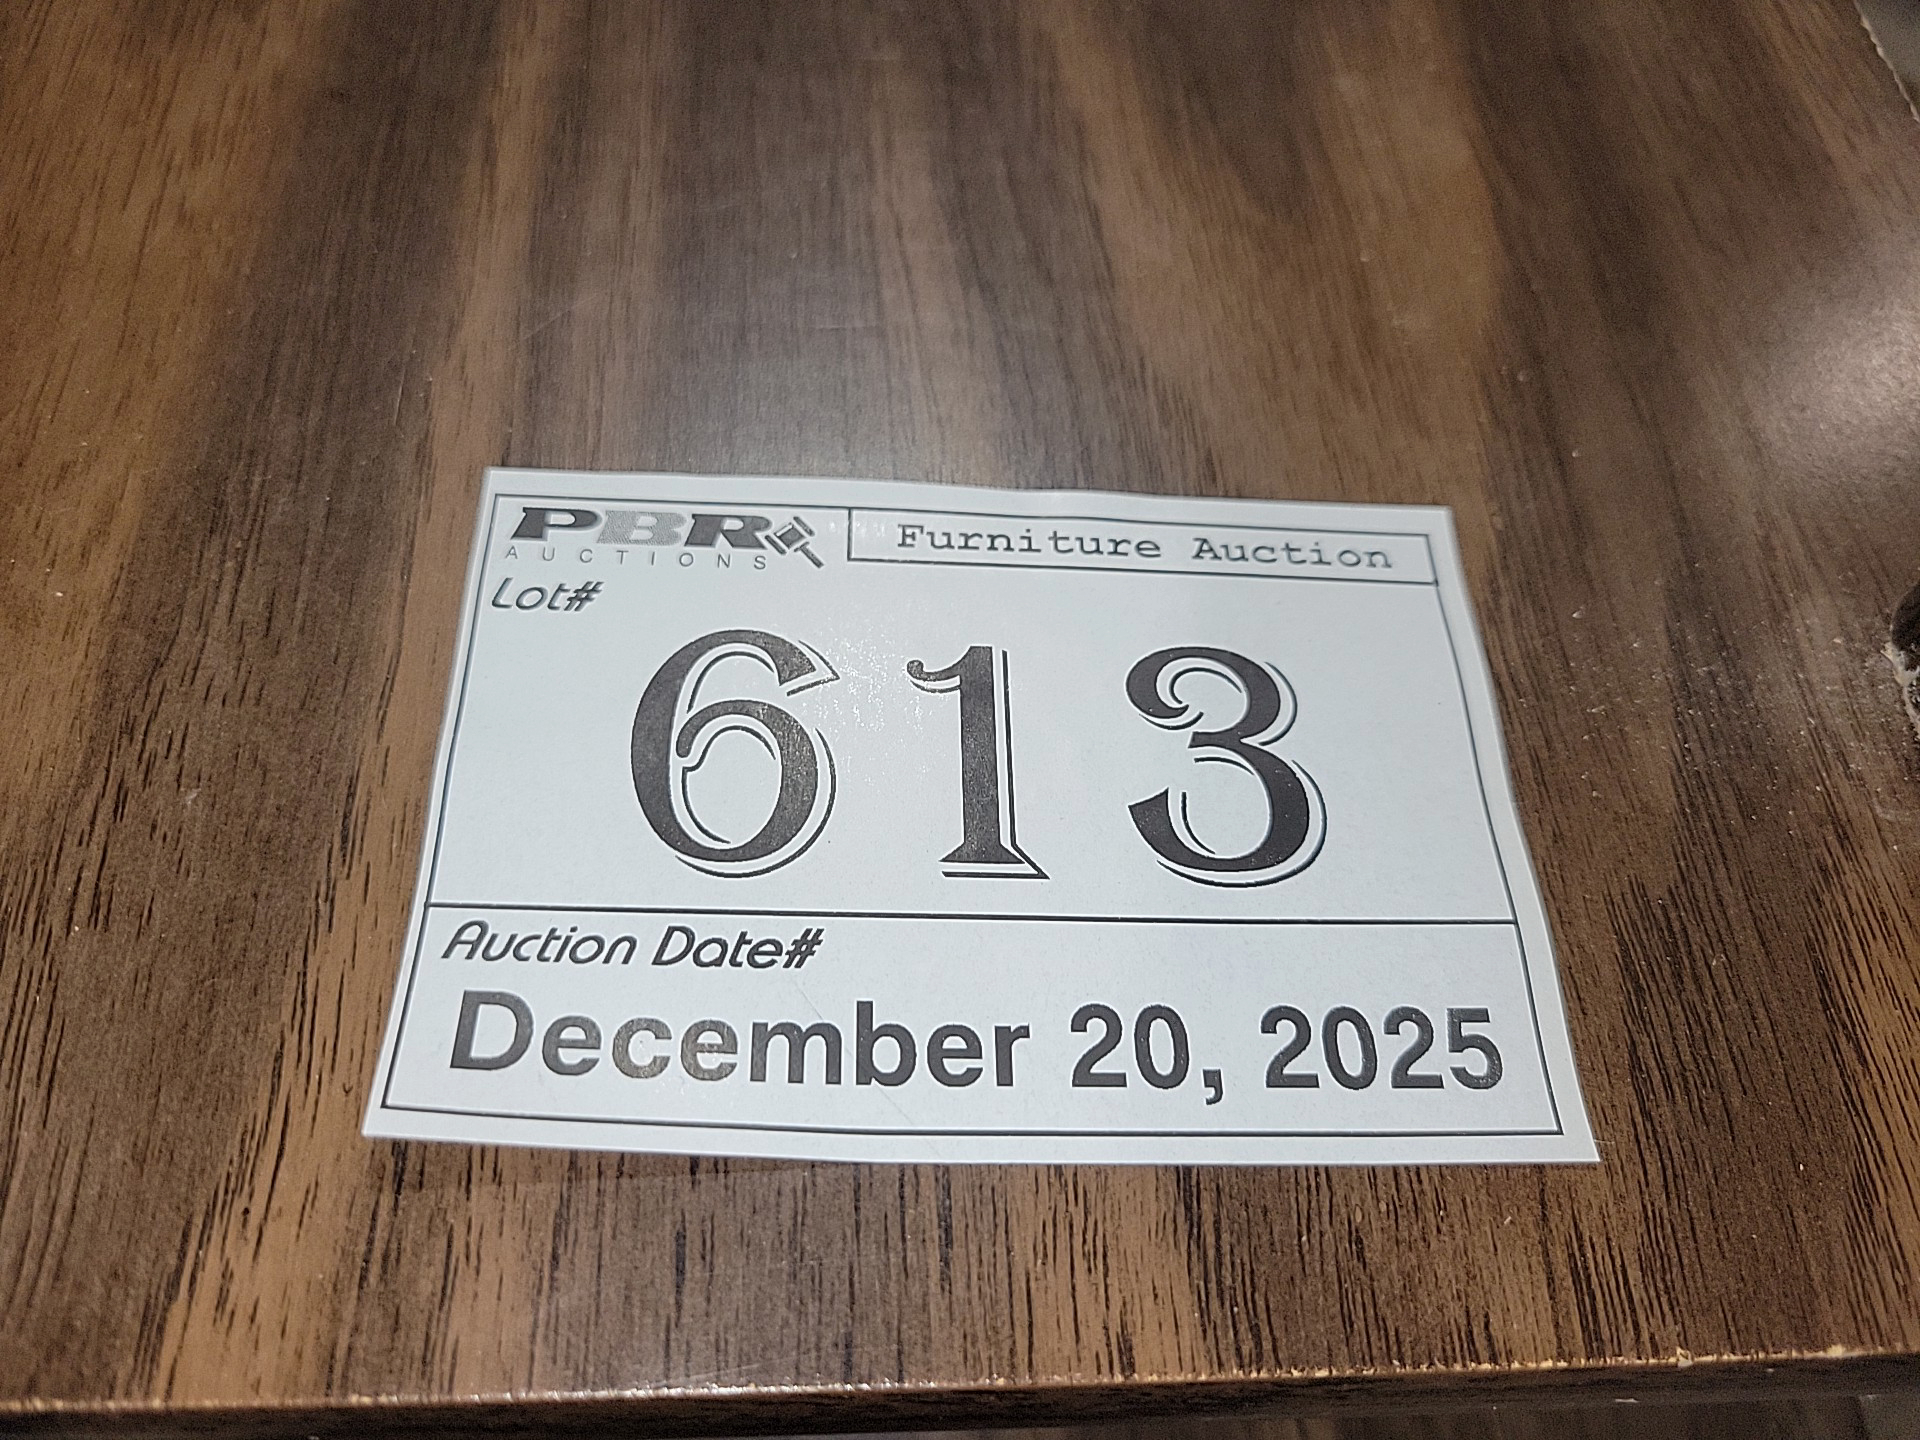 PBR
AUCTIONS
Furniture Auction
Lot#
613
Auction Date#
December 20, 2025